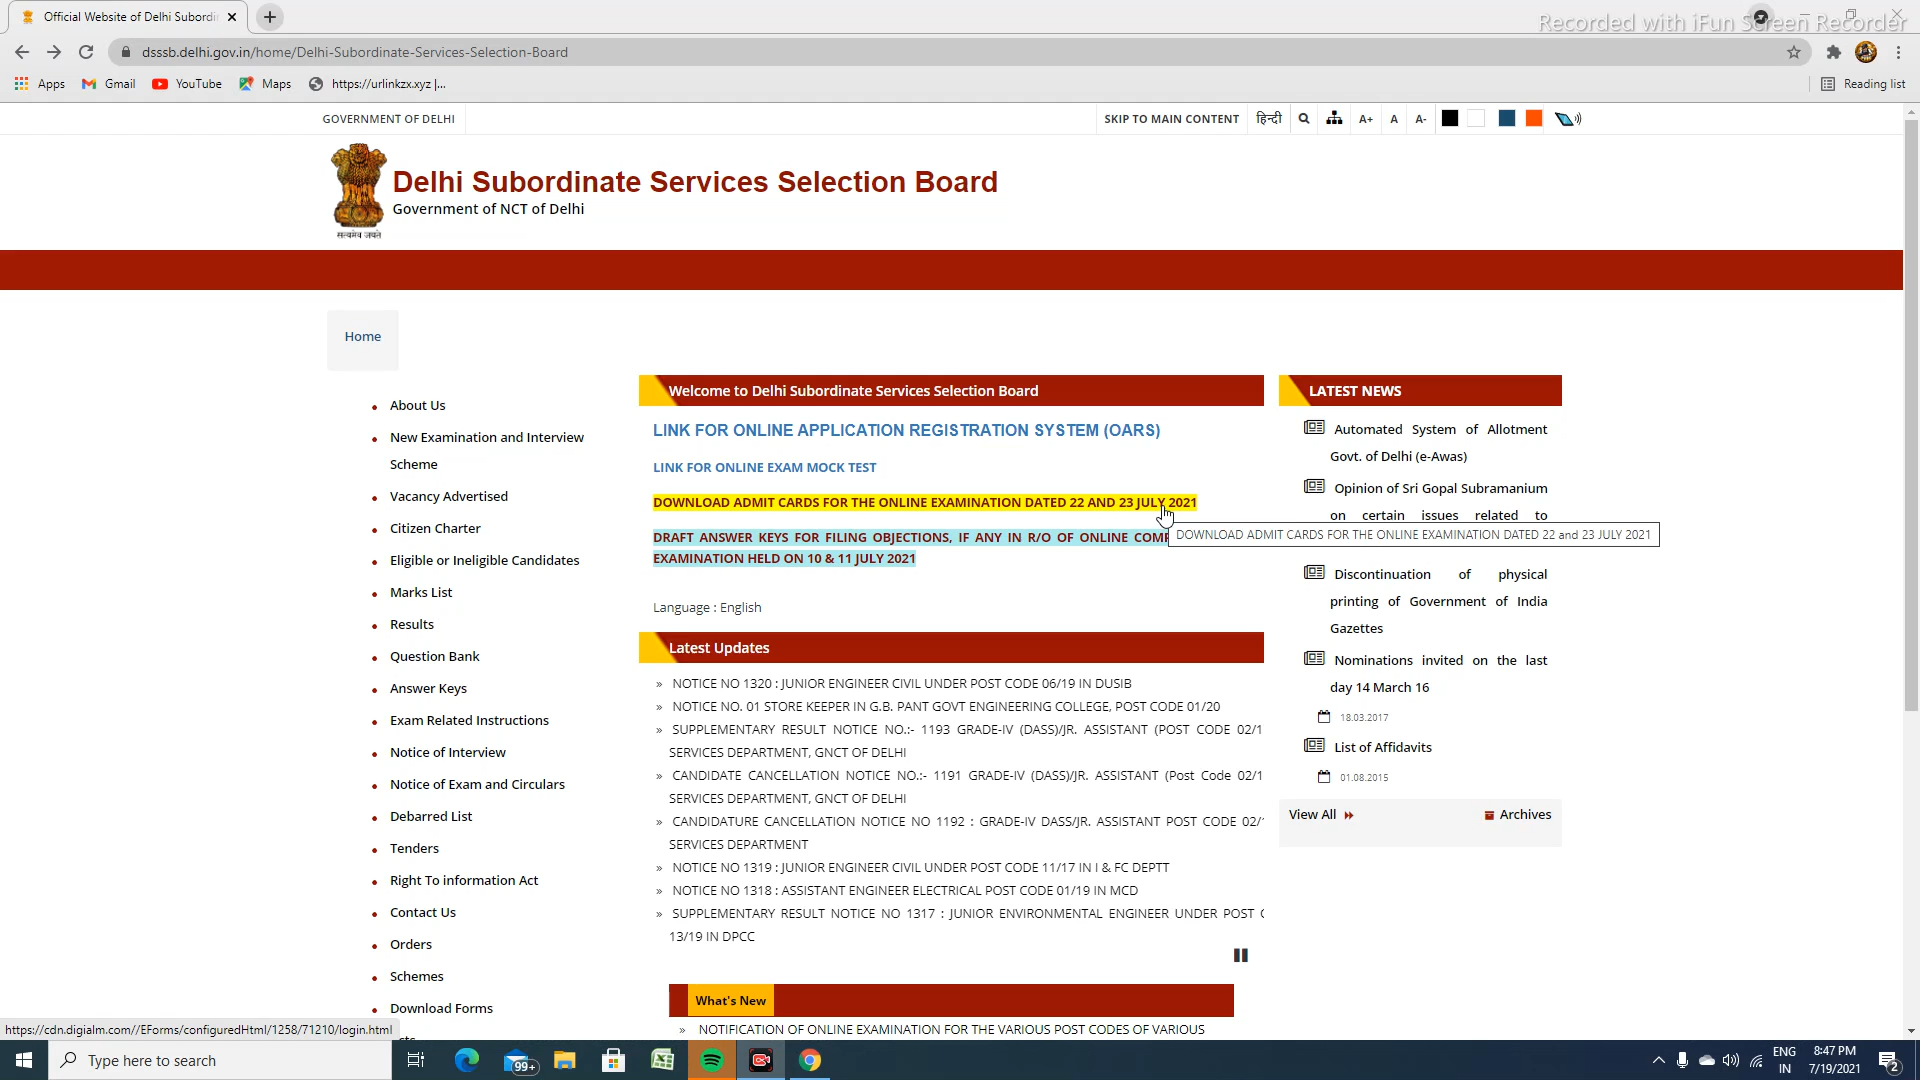 Official Website of Delhi Subordi
Recorded with iFun Screen Recorder
dsssb.delhi.gov.in/home/Delhi-Subordinate-Services-Selection-Board
Apps Gmail YouTube Maps https://urlinkzx.xyz |... Reading list
GOVERNMENT OF DELHI
SKIP TO MAIN CONTENT हिन्दी A+ A A-
Delhi Subordinate Services Selection Board
Government of NCT of Delhi
सत्यमेव जयते
Home
About Us
New Examination and Interview
Scheme
Vacancy Advertised
Citizen Charter
Eligible or Ineligible Candidates
Marks List
Results
Question Bank
Answer Keys
Exam Related Instructions
Notice of Interview
Notice of Exam and Circulars
Debarred List
Tenders
Right To information Act
Contact Us
Orders
Schemes
Download Forms
Welcome to Delhi Subordinate Services Selection Board
LINK FOR ONLINE APPLICATION REGISTRATION SYSTEM (OARS)
LINK FOR ONLINE EXAM MOCK TEST
DOWNLOAD ADMIT CARDS FOR THE ONLINE EXAMINATION DATED 22 AND 23 JULY 2021
DOWNLOAD ADMIT CARDS FOR THE ONLINE EXAMINATION DATED 22 and 23 JULY 2021
DRAFT ANSWER KEYS FOR FILING OBJECTIONS, IF ANY IN R/O OF ONLINE COMP
EXAMINATION HELD ON 10 & 11 JULY 2021
Language : English
Latest Updates
» NOTICE NO 1320 : JUNIOR ENGINEER CIVIL UNDER POST CODE 06/19 IN DUSIB
» NOTICE NO. 01 STORE KEEPER IN G.B. PANT GOVT ENGINEERING COLLEGE, POST CODE 01/20
» SUPPLEMENTARY RESULT NOTICE NO.:- 1193 GRADE-IV (DASS)/JR. ASSISTANT (POST CODE 02/1
SERVICES DEPARTMENT, GNCT OF DELHI
» CANDIDATE CANCELLATION NOTICE NO.:- 1191 GRADE-IV (DASS)/JR. ASSISTANT (Post Code 02/1
SERVICES DEPARTMENT, GNCT OF DELHI
» CANDIDATURE CANCELLATION NOTICE NO 1192 : GRADE-IV DASS/JR. ASSISTANT POST CODE 02/
SERVICES DEPARTMENT
» NOTICE NO 1319 : JUNIOR ENGINEER CIVIL UNDER POST CODE 11/17 IN I & FC DEPTT
» NOTICE NO 1318 : ASSISTANT ENGINEER ELECTRICAL POST CODE 01/19 IN MCD
» SUPPLEMENTARY RESULT NOTICE NO 1317 : JUNIOR ENVIRONMENTAL ENGINEER UNDER POST
13/19 IN DPCC
What's New
» NOTIFICATION OF ONLINE EXAMINATION FOR THE VARIOUS POST CODES OF VARIOUS
LATEST NEWS
Automated System of Allotment
Govt. of Delhi (e-Awas)
Opinion of Sri Gopal Subramanium
on certain issues related to
Discontinuation of physical
printing of Government of India
Gazettes
Nominations invited on the last
day 14 March 16
18.03.2017
List of Affidavits
01.08.2015
View All Archives
https://cdn.digialm.com//EForms/configuredHtml/1258/71210/login.html
Type here to search
99+
ENG
IN
8:47 PM
7/19/2021
2